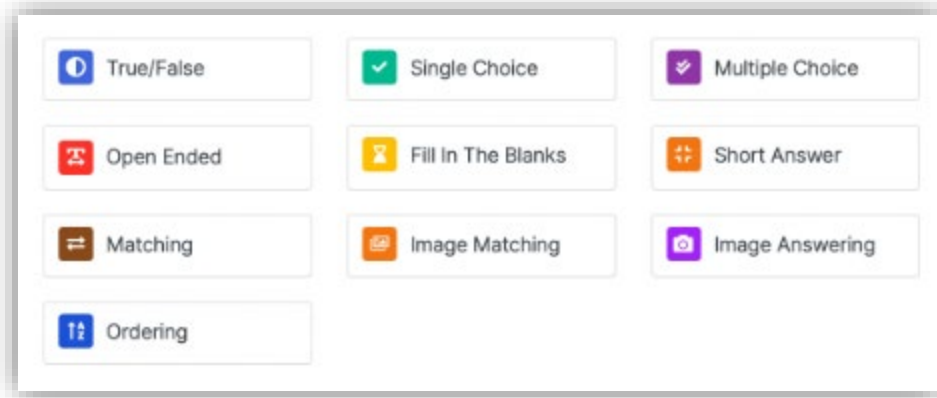 True/False
Single Choice
Multiple Choice
Open Ended
Fill In The Blanks
Short Answer
Matching
Image Matching
Image Answering
Ordering